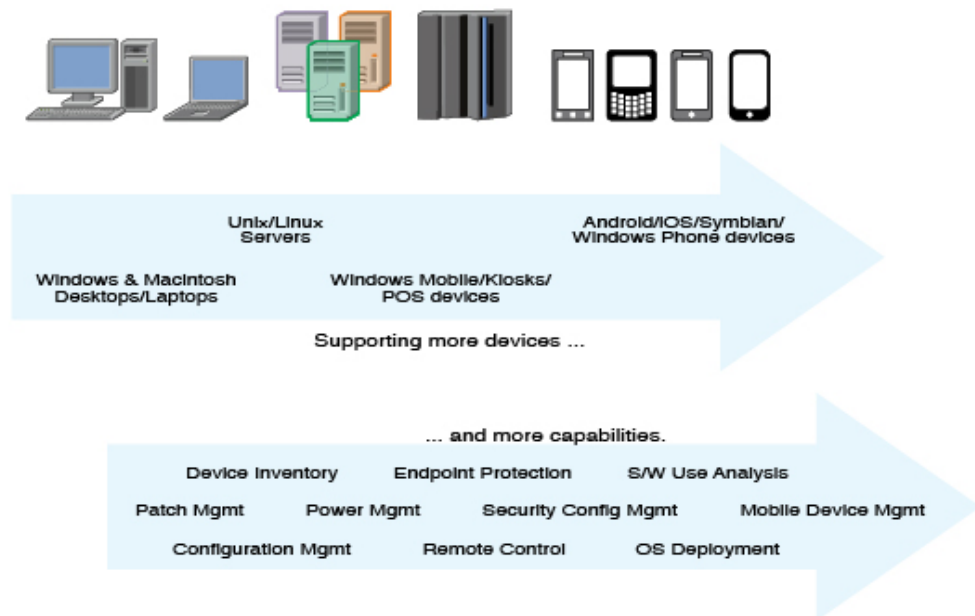 Unix/Linux
Servers
Android/iOS/Symbian/
Windows Phone devices
Windows & Macintosh
Desktops/Laptops
Windows Mobile/Kiosks/
POS devices
Supporting more devices ...
... and more capabilities.
Device Inventory
Endpoint Protection
S/W Use Analysis
Patch Mgmt
Power Mgmt
Security Config Mgmt
Mobile Device Mgmt
Configuration Mgmt
Remote Control
OS Deployment